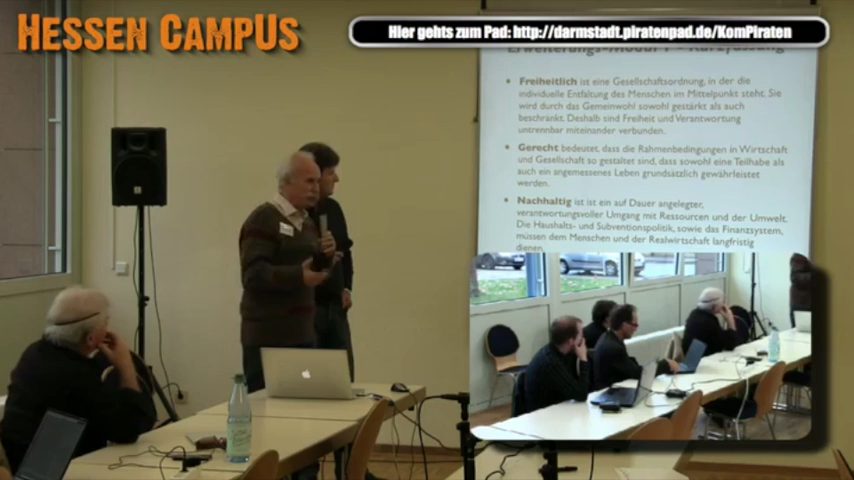 HESSEN CAMPUS
Hier gehts zum Pad: http://darmstadt.piratenpad.de/KomPiraten
Erweiterungs-Modul 1 - Kurzfassung
• Freiheitlich ist eine Gesellschaftsordnung, in der die
individuelle Entfaltung des Menschen im Mittelpunkt steht. Sie
wird durch das Gemeinwohl sowohl gestärkt als auch
beschränkt. Deshalb sind Freiheit und Verantwortung
untrennbar miteinander verbunden.
• Gerecht bedeutet, dass die Rahmenbedingungen in Wirtschaft
und Gesellschaft so gestaltet sind, dass sowohl eine Teilhabe als
auch ein angemessenes Leben grundsätzlich gewährleistet
werden.
• Nachhaltig ist ist ein auf Dauer angelegter,
verantwortungsvoller Umgang mit Ressourcen und der Umwelt.
Die Haushalts- und Subventionspolitik, sowie das Finanzsystem,
müssen dem Menschen und der Realwirtschaft langfristig
dienen.